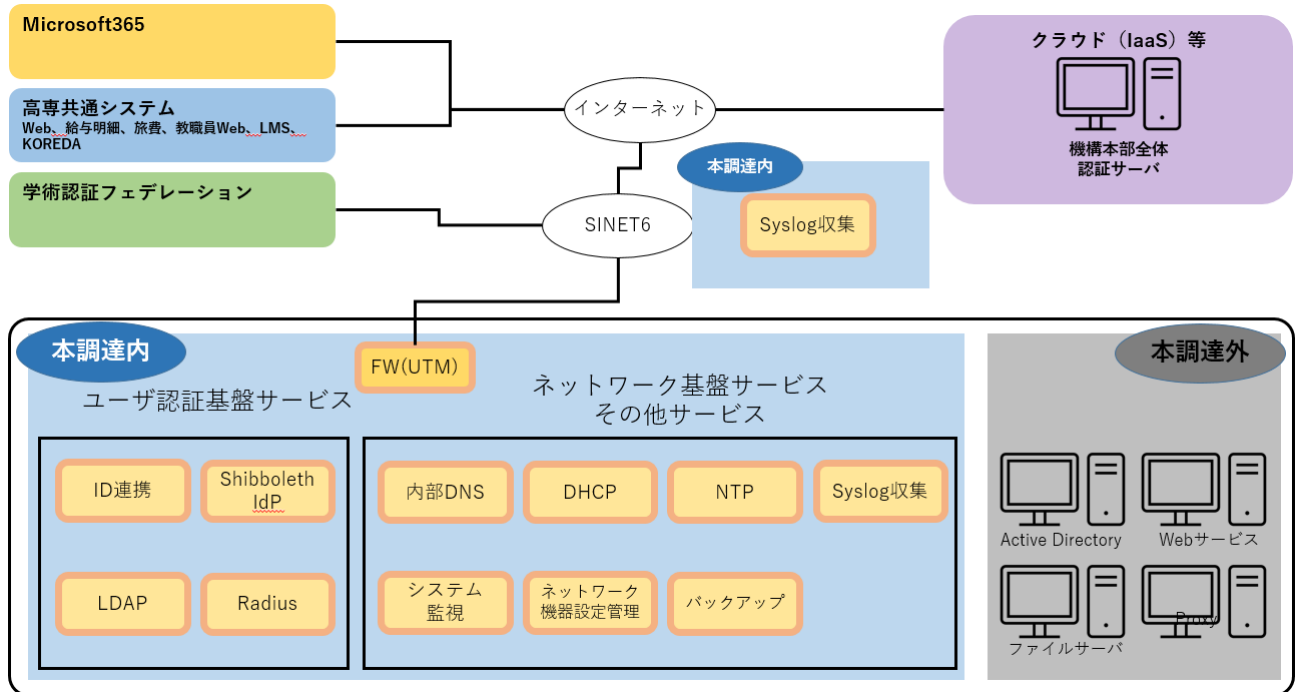 Microsoft365
高専共通システム
Web、給与明細、旅費、教職員Web、LMS、
KOREDA
学術認証フェデレーション
インターネット
SINET6
クラウド（IaaS）等
機構本部全体
認証サーバ
本調達内
Syslog収集
本調達内
FW(UTM)
ユーザ認証基盤サービス
ネットワーク基盤サービス
その他サービス
ID連携
Shibboleth
IdP
LDAP
Radius
内部DNS
DHCP
NTP
Syslog収集
システム
監視
ネットワーク
機器設定管理
バックアップ
本調達外
Active Directory
Webサービス
ファイルサーバ
Proxy